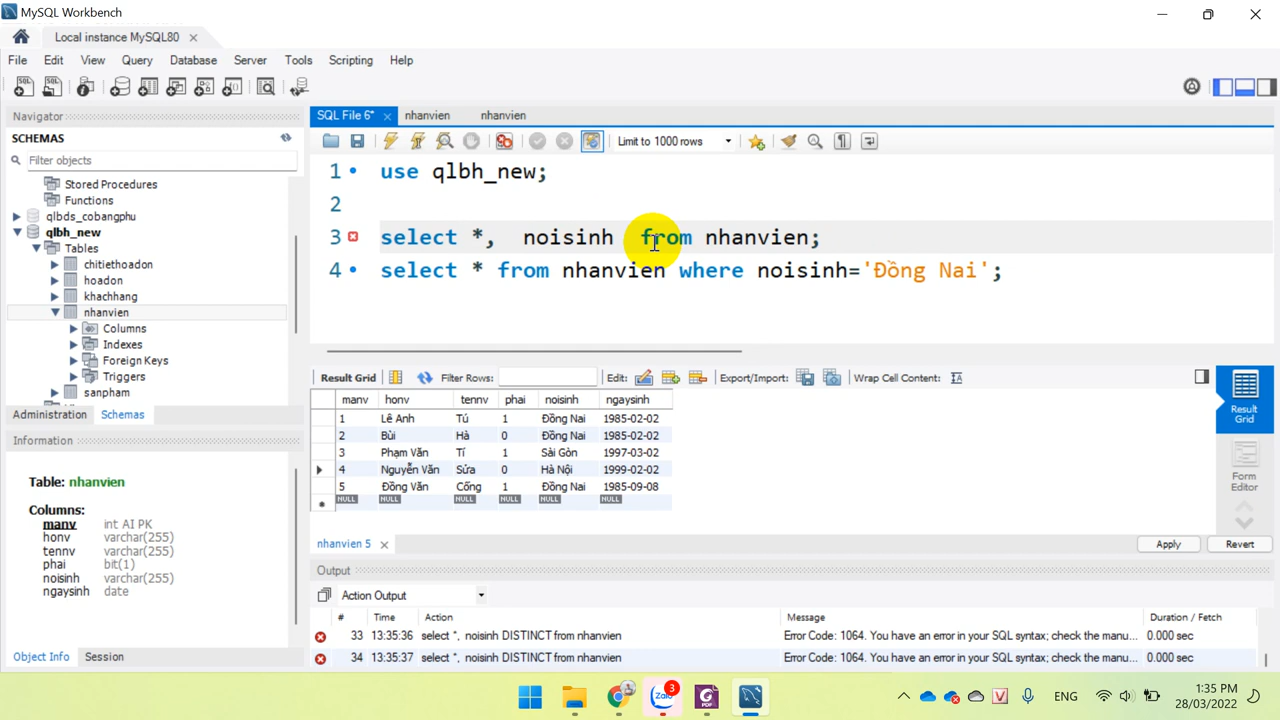 MySQL Workbench
Local instance MySQL80
File Edit View Query Database Server Tools Scripting Help
Navigator
SCHEMAS
Filter objects
Stored Procedures
Functions
qlbds_cobangphu
qlbh_new
Tables
chitiethoadon
hoadon
khachhang
nhanvien
Columns
Indexes
Foreign Keys
Triggers
sanpham
Administration Schemas
Information
Table: nhanvien
Columns:
manv int AI PK
honv varchar(255)
tennv varchar(255)
phai bit(1)
noisinh varchar(255)
ngaysinh date
Object Info Session
SQL File 6* nhanvien nhanvien
Limit to 1000 rows
1 use qlbh_new;
2
3 select *,  noisinh  from nhanvien;
4 select * from nhanvien where noisinh='Đồng Nai';
Result Grid Filter Rows: Edit: Export/Import: Wrap Cell Content:
manv honv tennv phai noisinh ngaysinh
1 Lê Anh Tú 1 Đồng Nai 1985-02-02
2 Bùi Hà 0 Đồng Nai 1985-02-02
3 Phạm Văn Tí 1 Sài Gòn 1997-03-02
4 Nguyễn Văn Sửa 0 Hà Nội 1999-02-02
5 Đồng Văn Cống 1 Đồng Nai 1985-09-08
NULL NULL NULL NULL NULL NULL
Result
Grid
Form
Editor
nhanvien 5
Apply Revert
Output
Action Output
# Time Action Message Duration / Fetch
33 13:35:36 select *, noisinh DISTINCT from nhanvien Error Code: 1064. You have an error in your SQL syntax; check the manu... 0.000 sec
34 13:35:37 select *, noisinh DISTINCT from nhanvien Error Code: 1064. You have an error in your SQL syntax; check the manu... 0.000 sec
Zalo 3
PDF
ENG
1:35 PM
28/03/2022